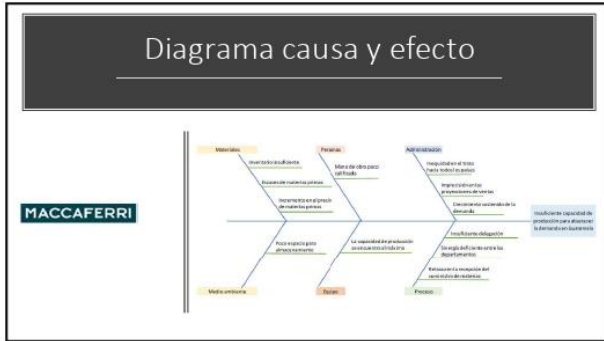 Diagrama causa y efecto
MACCAFERRI
Materiales
Personas
Administración
Inventario insuficiente
Escases de materias primas
Incremento en el precio
de materias primas
Mano de obra poco
calificada
Inequidad en el trato
hacia todos los países
Imprecisión en las
proyecciones de ventas
Crecimiento sostenido de la
demanda
Insuficiente capacidad de
producción para abastecer
la demanda en Guatemala
Poco espacio para
almacenamiento
La capacidad de producción
se encuentra al máximo
Insuficiente delegación
Sinergia deficiente entre los
departamentos
Retraso en la recepción del
suministro de materias
Medio ambiente
Equipo
Proceso